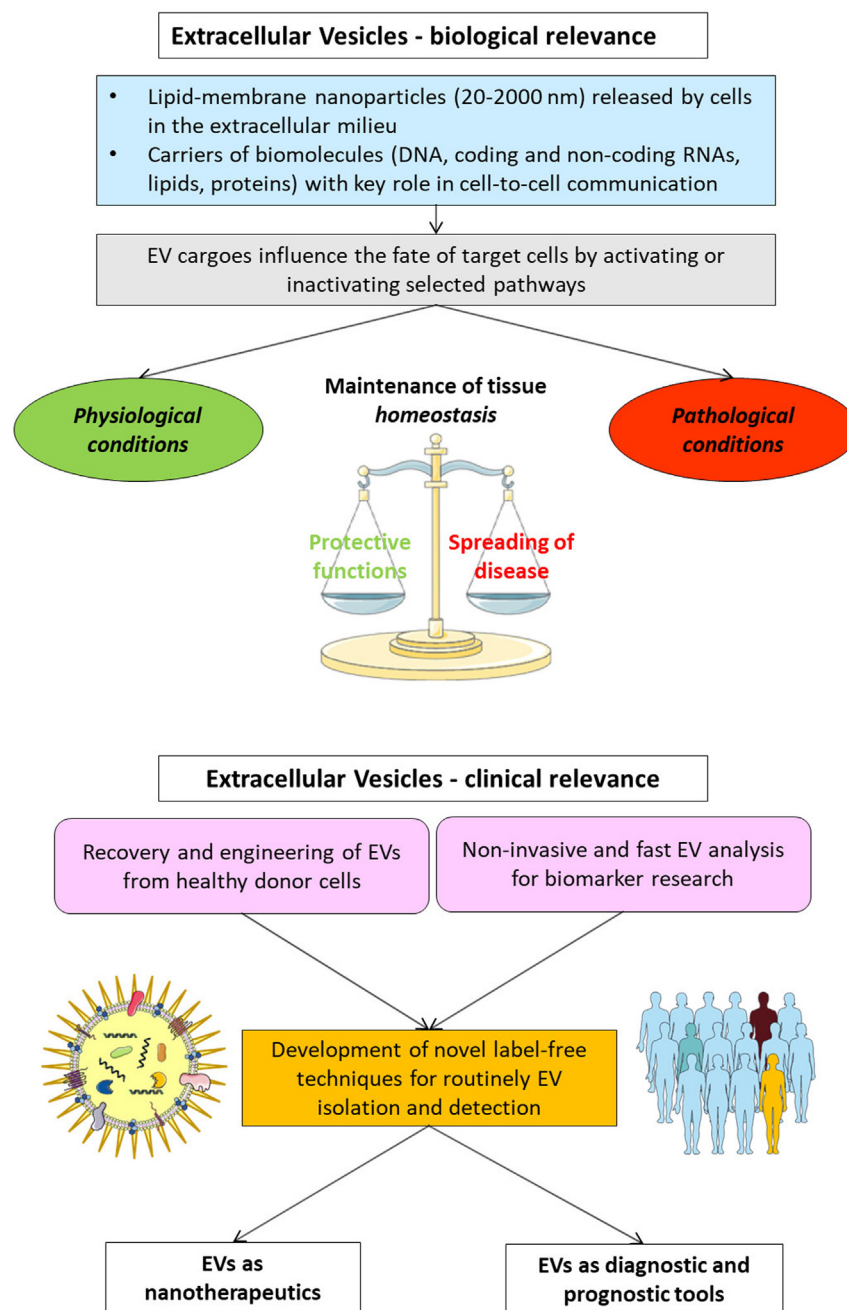 Extracellular Vesicles - biological relevance
• Lipid-membrane nanoparticles (20-2000 nm) released by cells
in the extracellular milieu
• Carriers of biomolecules (DNA, coding and non-coding RNAs,
lipids, proteins) with key role in cell-to-cell communication
EV cargoes influence the fate of target cells by activating or
inactivating selected pathways
Physiological
conditions
Maintenance of tissue
homeostasis
Pathological
conditions
Protective
functions
Spreading of
disease
Extracellular Vesicles - clinical relevance
Recovery and engineering of EVs
from healthy donor cells
Non-invasive and fast EV analysis
for biomarker research
Development of novel label-free
techniques for routinely EV
isolation and detection
EVs as
nanotherapeutics
EVs as diagnostic and
prognostic tools